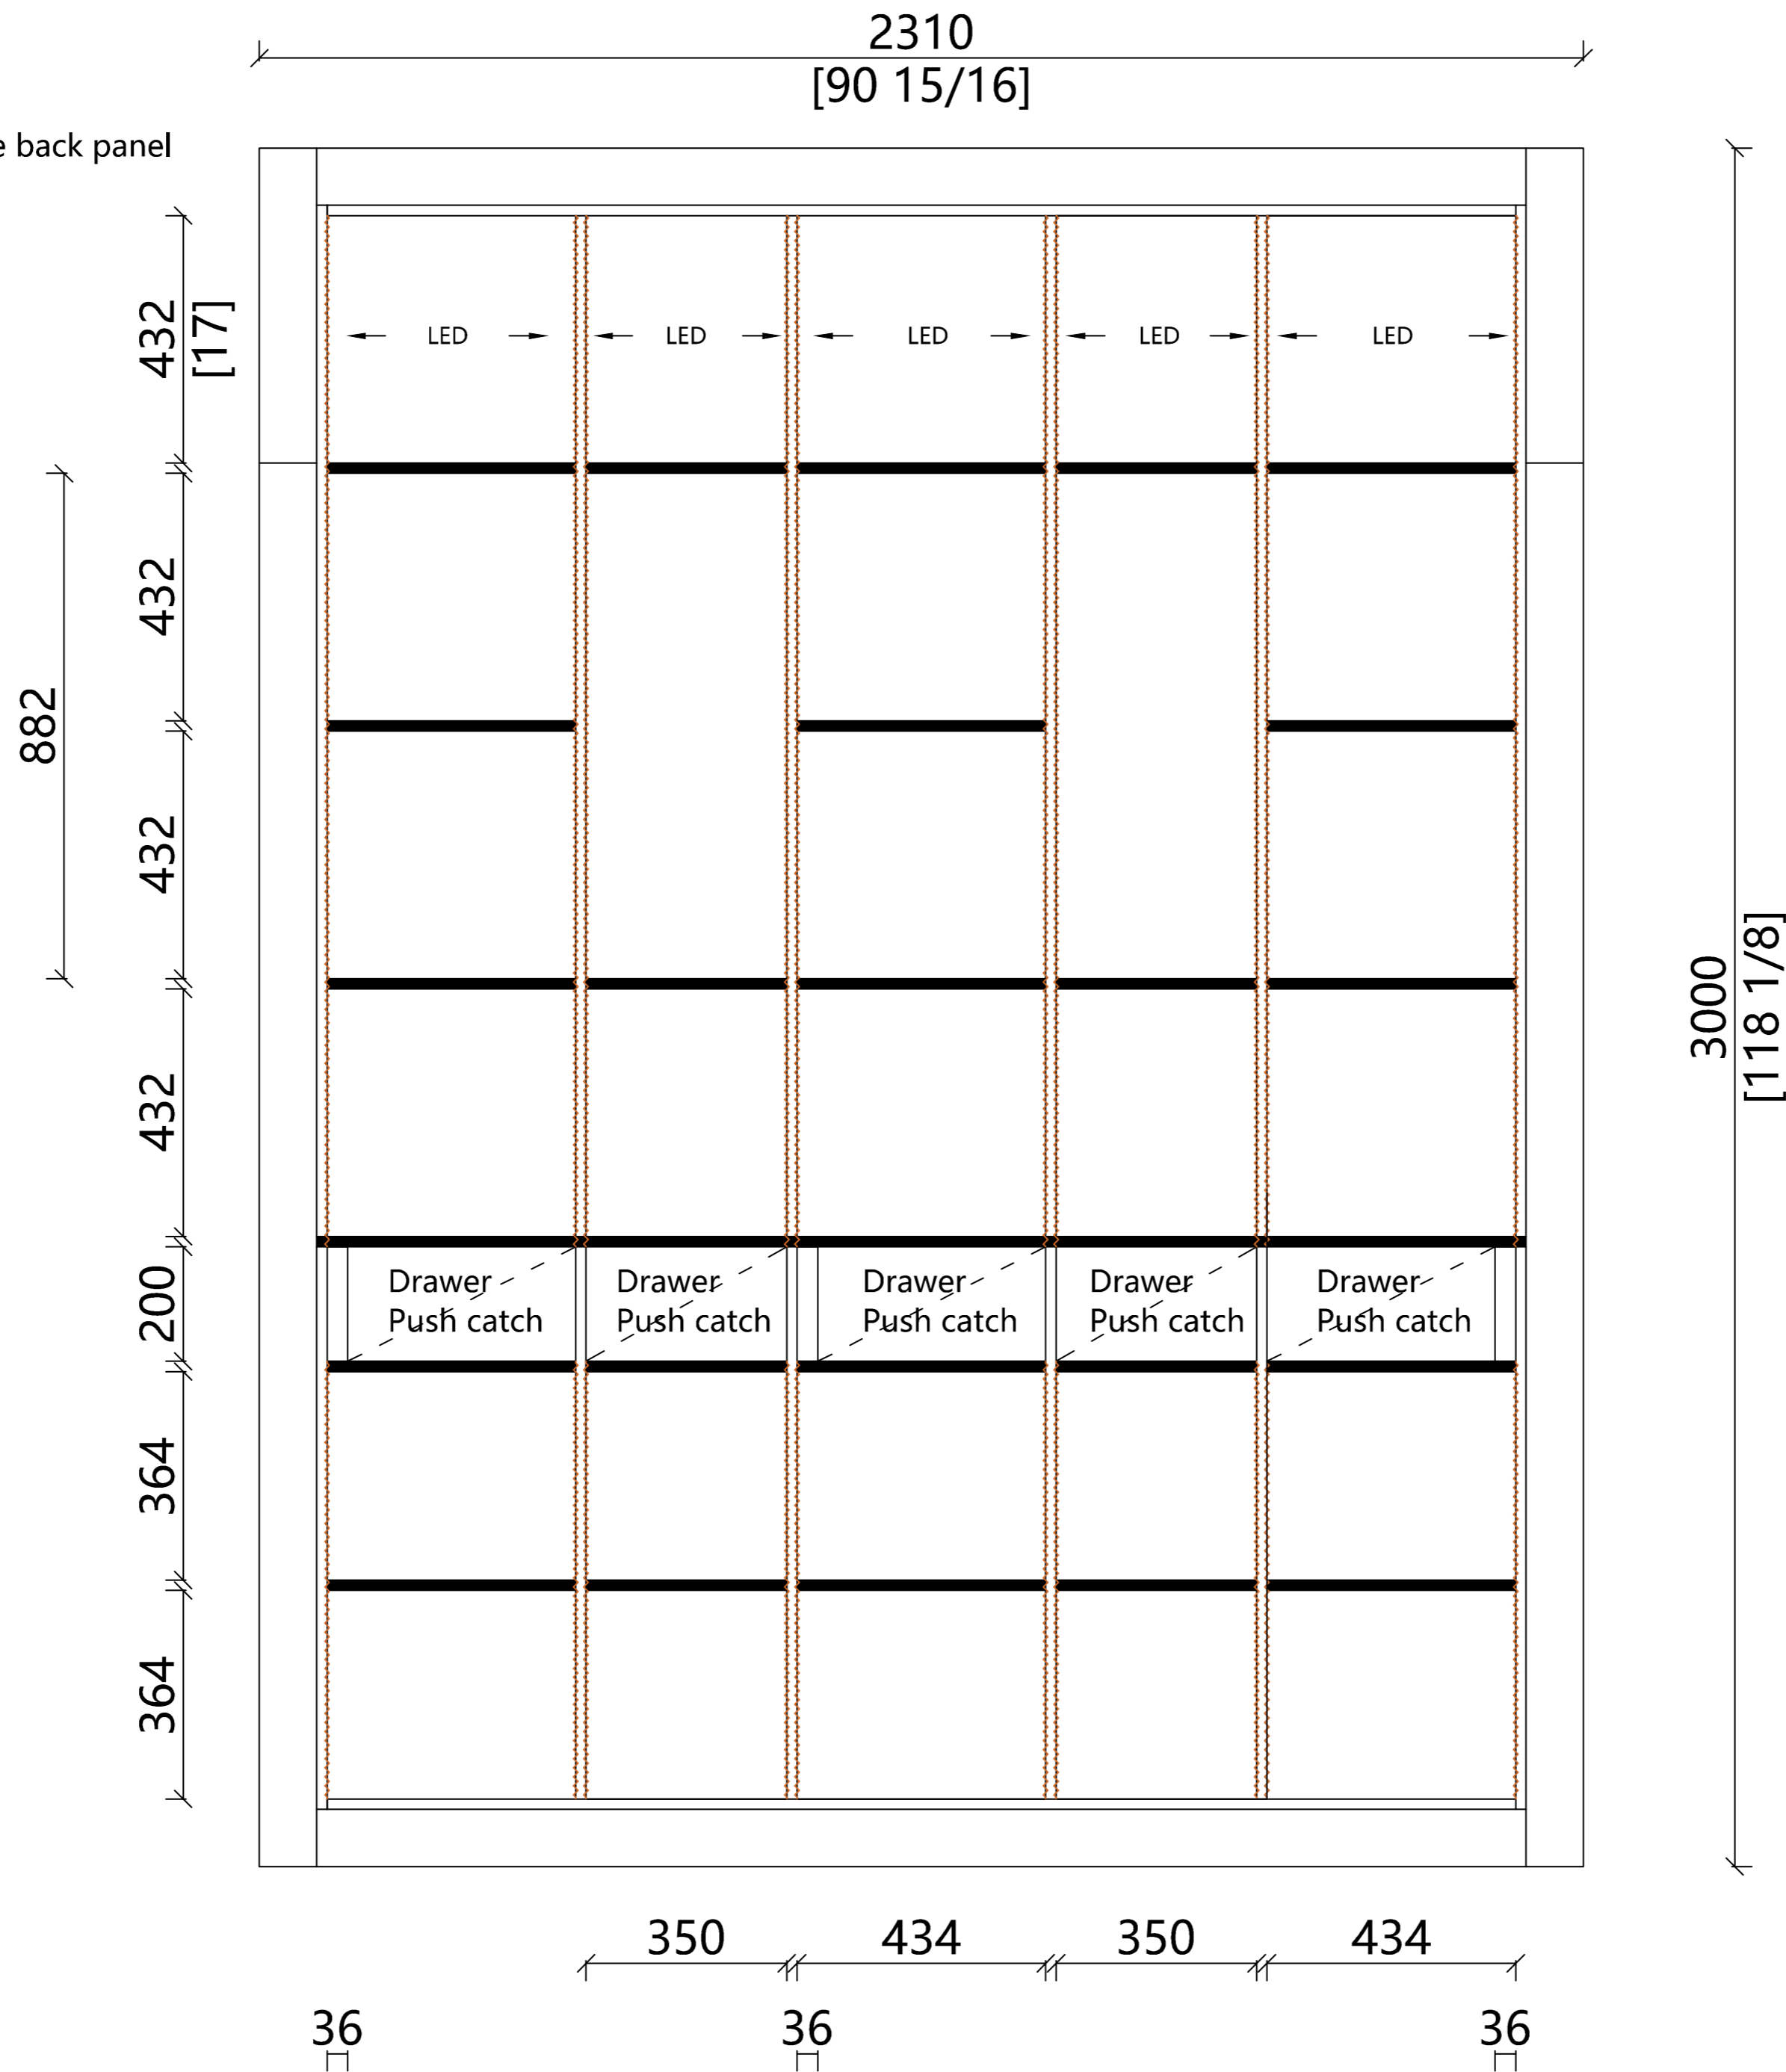 2310
[90 15/16]
e back panel
432
[17]
LED LED LED LED LED
432
882
432
3000
[118 1/8]
432
200
Drawer Drawer Drawer Drawer Drawer
Push catch Push catch Push catch Push catch Push catch
364
364
350 434 350 434
36 36 36